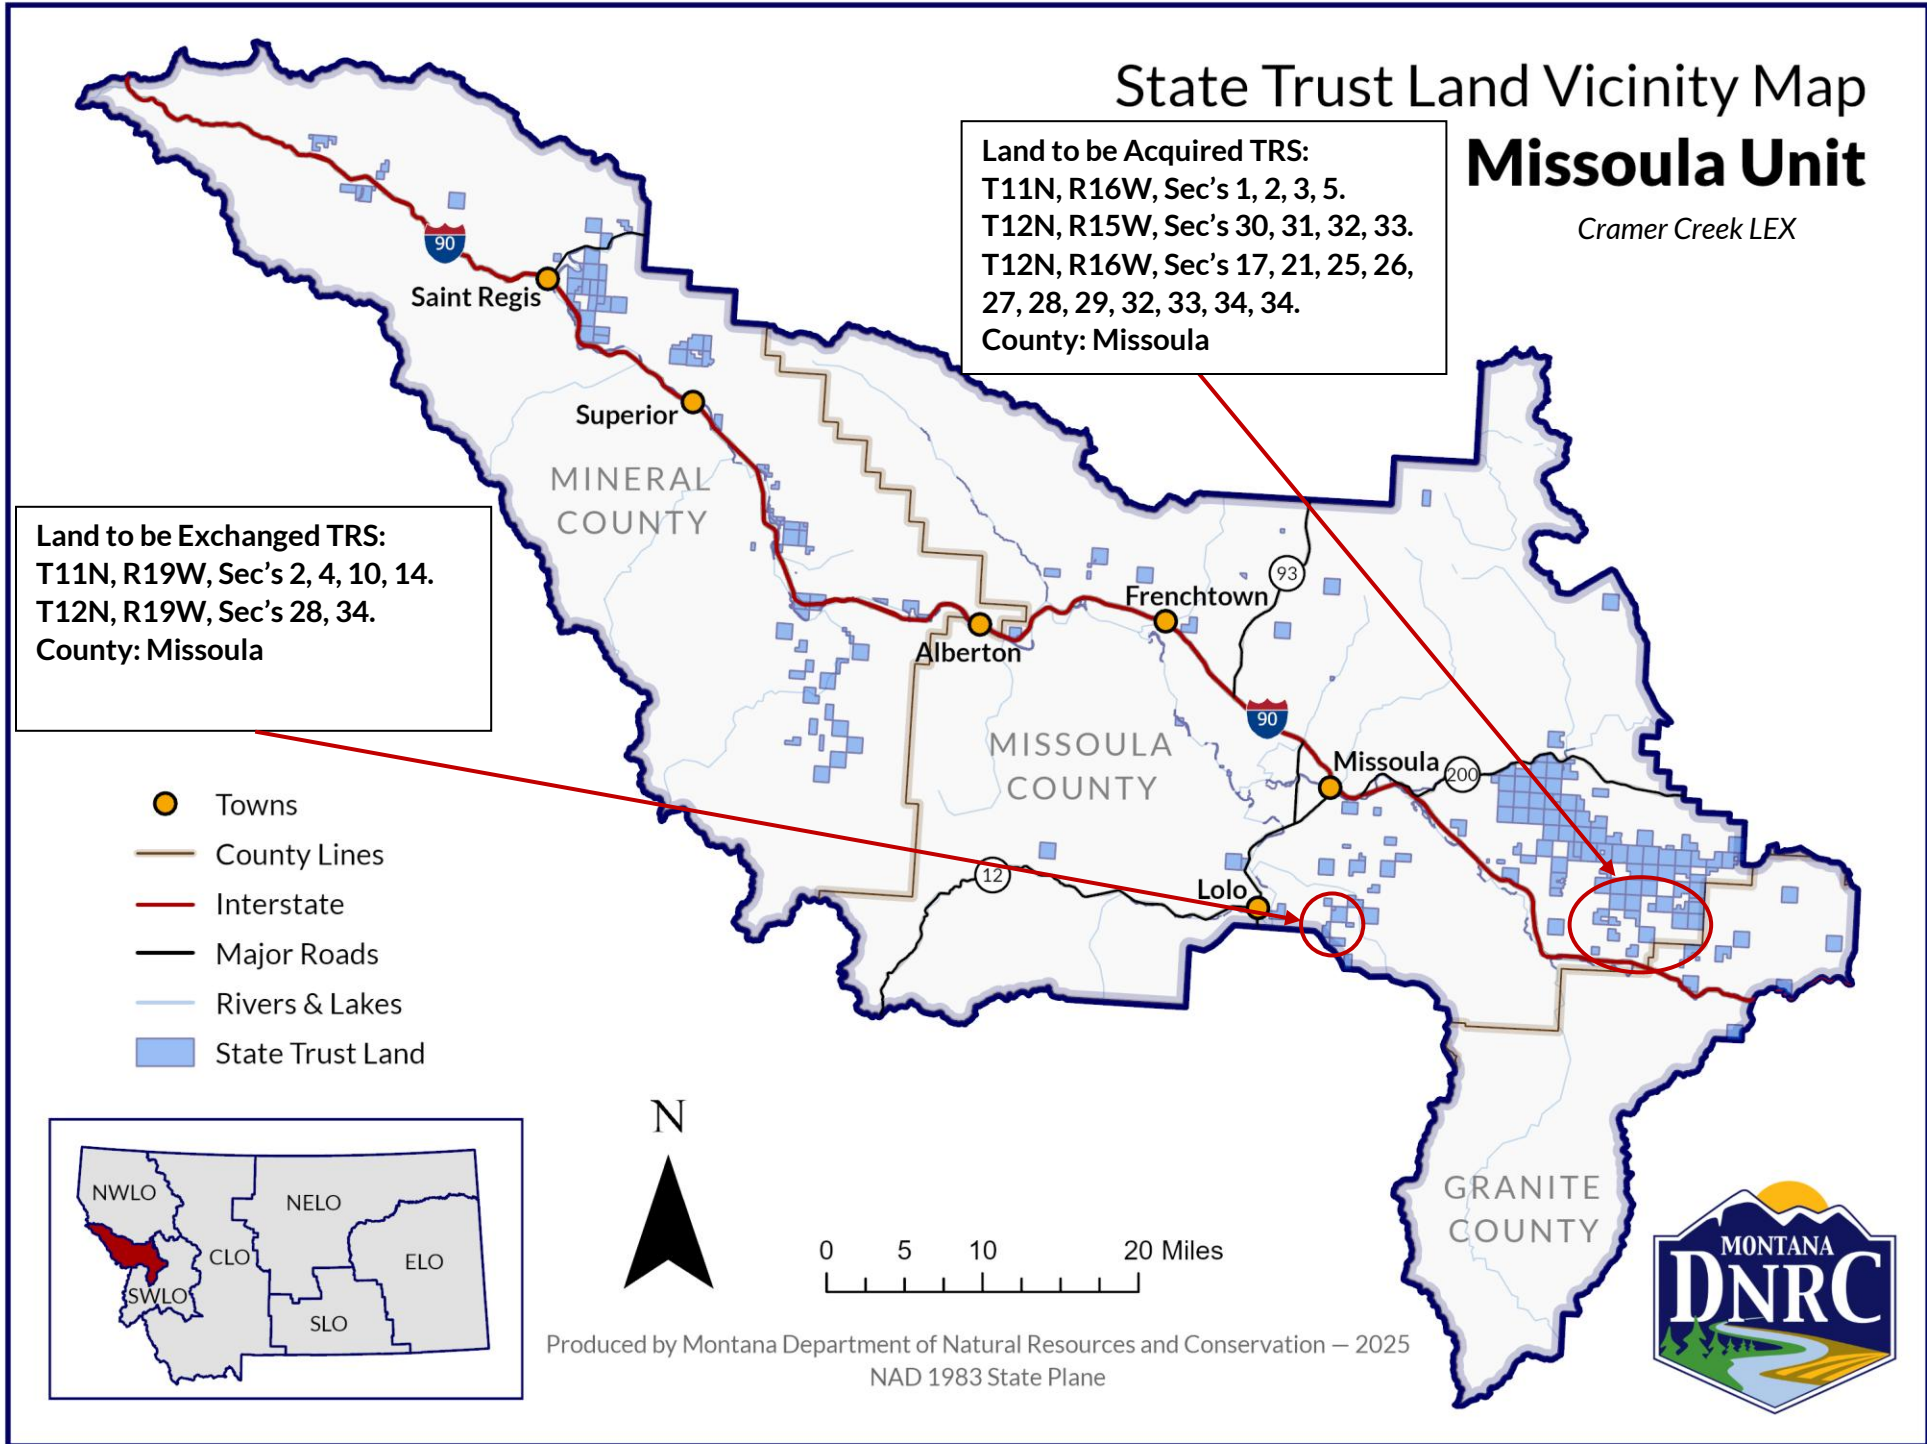 State Trust Land Vicinity Map
Missoula Unit
Cramer Creek LEX
Land to be Acquired TRS:
T11N, R16W, Sec's 1, 2, 3, 5.
T12N, R15W, Sec's 30, 31, 32, 33.
T12N, R16W, Sec's 17, 21, 25, 26,
27, 28, 29, 32, 33, 34, 34.
County: Missoula
90
Saint Regis
Superior
MINERAL
COUNTY
Land to be Exchanged TRS:
T11N, R19W, Sec's 2, 4, 10, 14.
T12N, R19W, Sec's 28, 34.
County: Missoula
93
Frenchtown
Alberton
90
MISSOULA
COUNTY
Missoula
200
12
Lolo
Towns
County Lines
Interstate
Major Roads
Rivers & Lakes
State Trust Land
GRANITE
COUNTY
NWLO
NELO
CLO
ELO
SWLO
SLO
N
0 5 10 20 Miles
Produced by Montana Department of Natural Resources and Conservation — 2025
NAD 1983 State Plane
MONTANA
DNRC